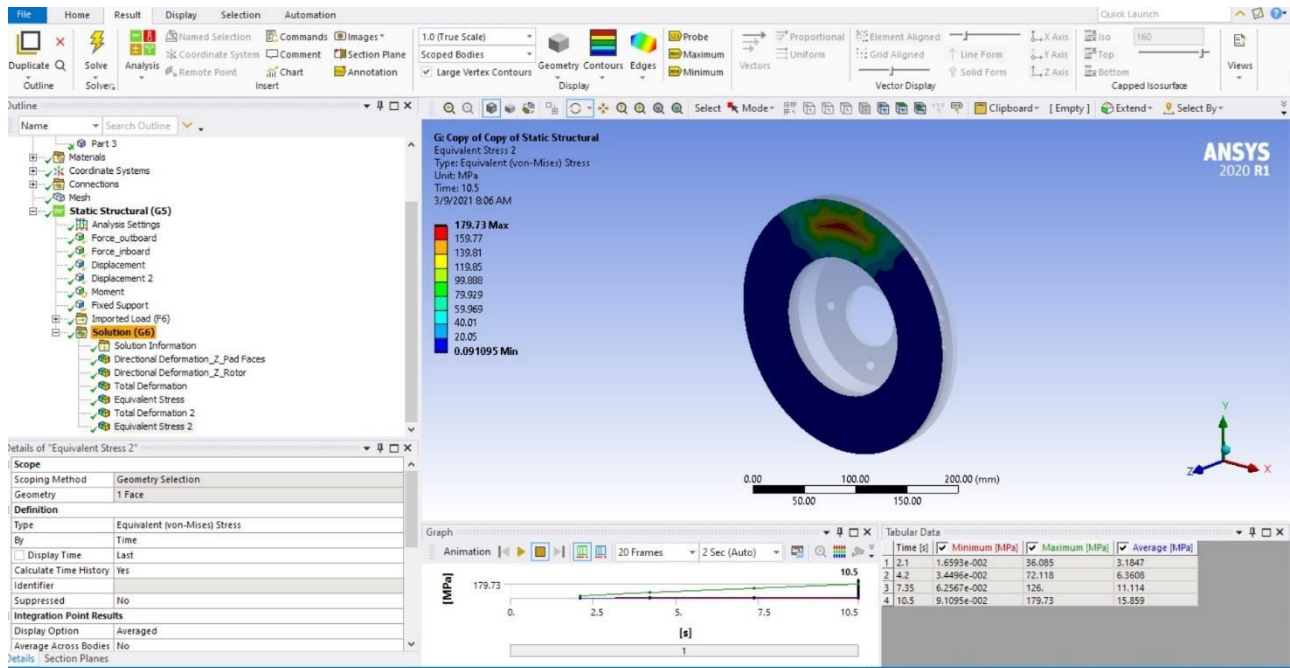 File Home Result Display Selection Automation Quick Launch
Named Selection Commands Images 1.0 (True Scale) Probe Proportional Element Aligned X Axis Iso 160
Coordinate System Comment Section Plane Scoped Bodies Maximum Uniform Grid Aligned Line Form Y Axis Top
Duplicate Q Solve Analysis Remote Point Chart Annotation Large Vertex Contours Geometry Contours Edges Minimum Vectors Solid Form Z Axis Bottom Views
Outline Solver Insert Display Vector Display Capped Isosurface
Outline Select Mode Clipboard [Empty] Extend Select By
Name Search Outline
Part 3
Materials
Coordinate Systems
Connections
Mesh
Static Structural (G5)
Analysis Settings
Force_outboard
Force_inboard
Displacement
Displacement 2
Moment
Fixed Support
Imported Load (F6)
Solution (G6)
Solution Information
Directional Deformation_Z_Pad Faces
Directional Deformation_Z_Rotor
Total Deformation
Equivalent Stress
Total Deformation 2
Equivalent Stress 2
G: Copy of Copy of Static Structural
Equivalent Stress 2
Type: Equivalent (von-Mises) Stress
Unit: MPa
Time: 10.5
3/9/2021 8:06 AM
179.73 Max
159.77
139.81
119.85
99.888
79.929
59.969
40.01
20.05
0.091095 Min
ANSYS
2020 R1
Y
Z X
0.00 100.00 200.00 (mm)
50.00 150.00
Details of "Equivalent Stress 2"
Scope
Scoping Method Geometry Selection
Geometry 1 Face
Definition
Type Equivalent (von-Mises) Stress
By Time
Display Time Last
Calculate Time History Yes
Identifier
Suppressed No
Integration Point Results
Display Option Averaged
Average Across Bodies No
Details Section Planes
Graph
Animation 20 Frames 2 Sec (Auto)
10.5
179.73
[MPa]
0. 2.5 5. 7.5 10.5
[s]
1
Tabular Data
Time [s] Minimum [MPa] Maximum [MPa] Average [MPa]
1 2.1 1.6593e-002 36.085 3.1847
2 4.2 3.4496e-002 72.118 6.3608
3 7.35 6.2567e-002 126. 11.114
4 10.5 9.1095e-002 179.73 15.859